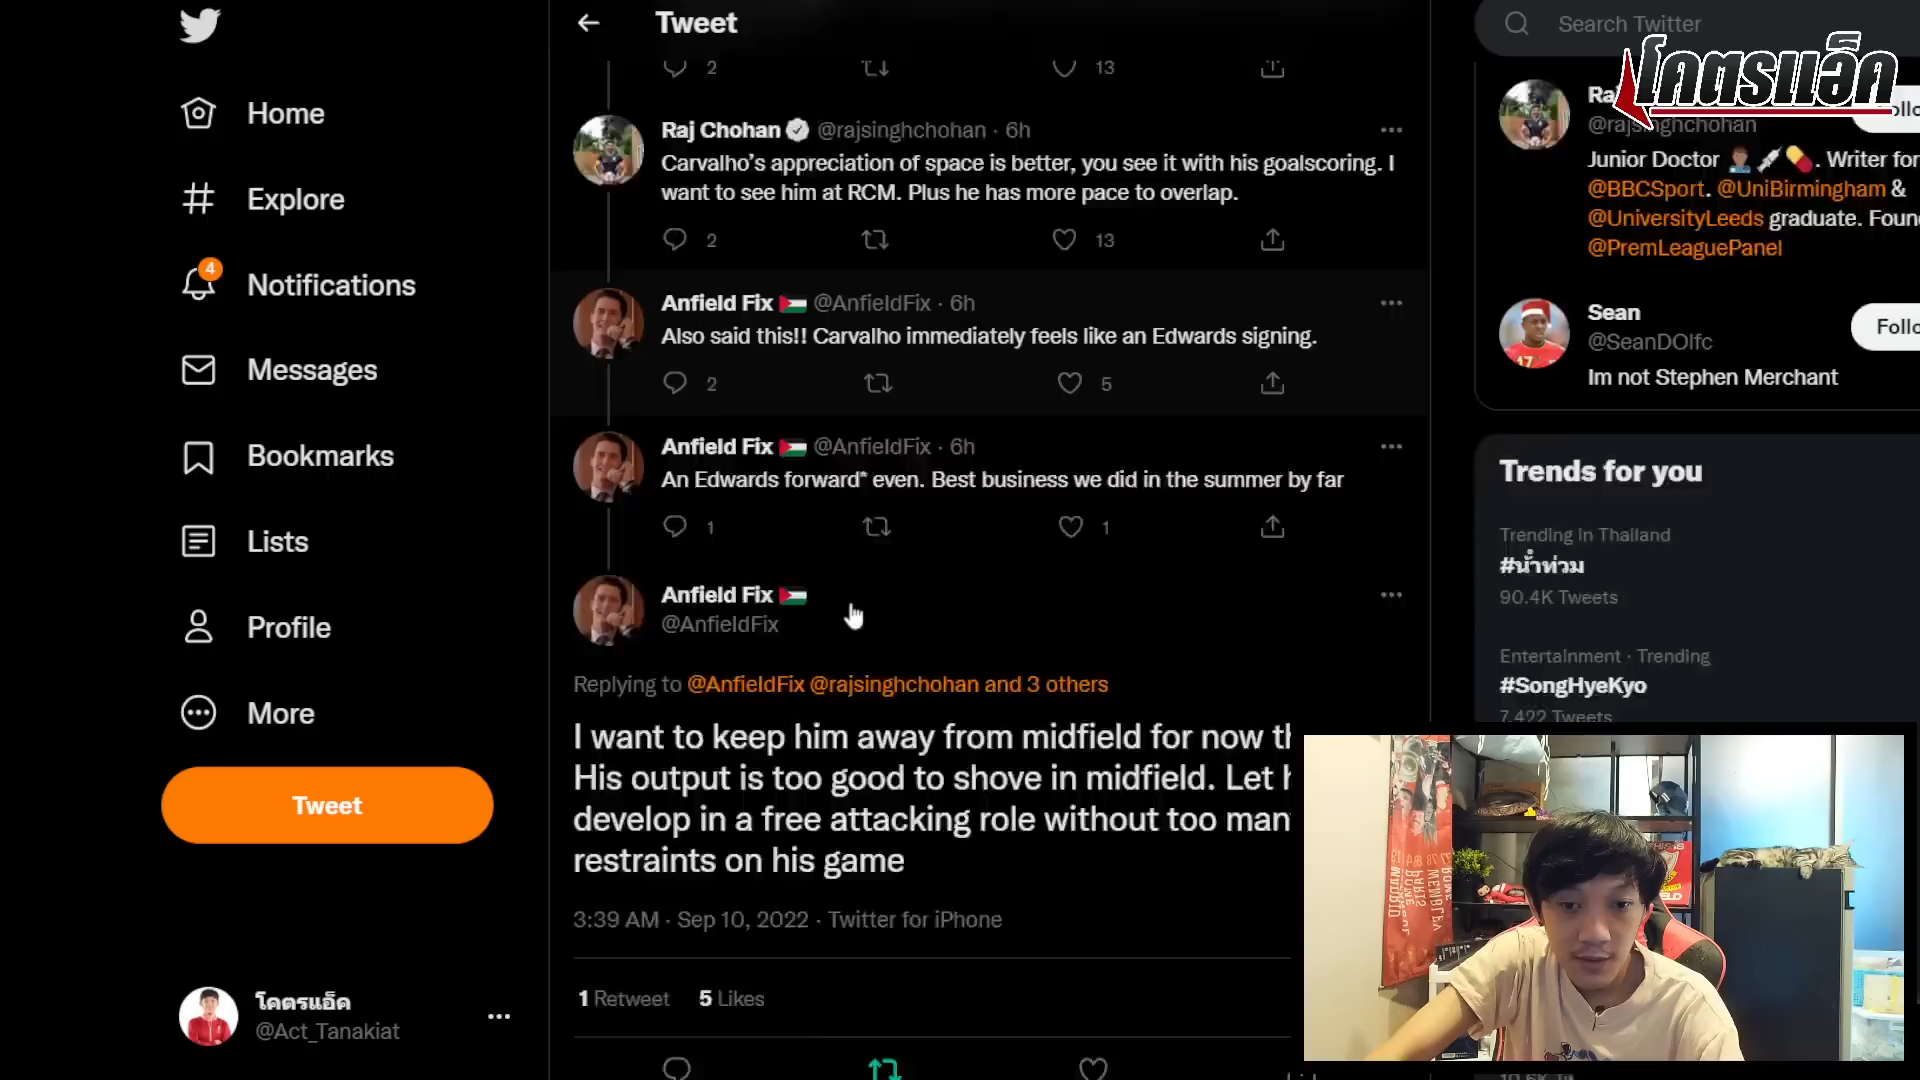 Home
Explore
4
Notifications
Messages
Bookmarks
Lists
Profile
More
Tweet
โคตรแอ็ค
@Act_Tanakiat
Tweet
2
13
Raj Chohan @rajsinghchohan · 6h
Carvalho's appreciation of space is better, you see it with his goalscoring. I
want to see him at RCM. Plus he has more pace to overlap.
2
13
Anfield Fix @AnfieldFix · 6h
Also said this!! Carvalho immediately feels like an Edwards signing.
2
5
Anfield Fix @AnfieldFix · 6h
An Edwards forward* even. Best business we did in the summer by far
1
1
Anfield Fix
@AnfieldFix
Replying to @AnfieldFix @rajsinghchohan and 3 others
I want to keep him away from midfield for now
His output is too good to shove in midfield. Let
develop in a free attacking role without too
restraints on his game
3:39 AM · Sep 10, 2022 · Twitter for iPhone
1 Retweet 5 Likes
Search Twitter
โคตรแอ็ค
@rajsinghchohan
Junior Doctor . Writer for
@BBCSport. @UniBirmingham &
@UniversityLeeds graduate.
@PremLeaguePanel
Sean
@SeanDOlfc
Im not Stephen Merchant
Trends for you
Trending in Thailand
#น้ำท่วม
90.4K Tweets
Entertainment · Trending
#SongHyeKyo
7,422 Tweets